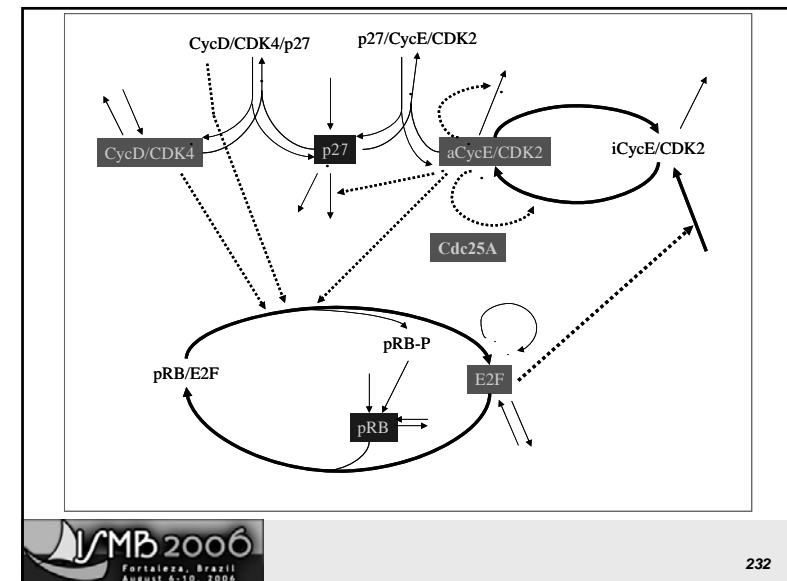 CycD/CDK4/p27
p27/CycE/CDK2
CycD/CDK4
p27
aCycE/CDK2
iCycE/CDK2
Cdc25A
pRB-P
pRB/E2F
E2F
pRB
ISMB 2006
Fortaleza, Brazil
August 6-10, 2006
232